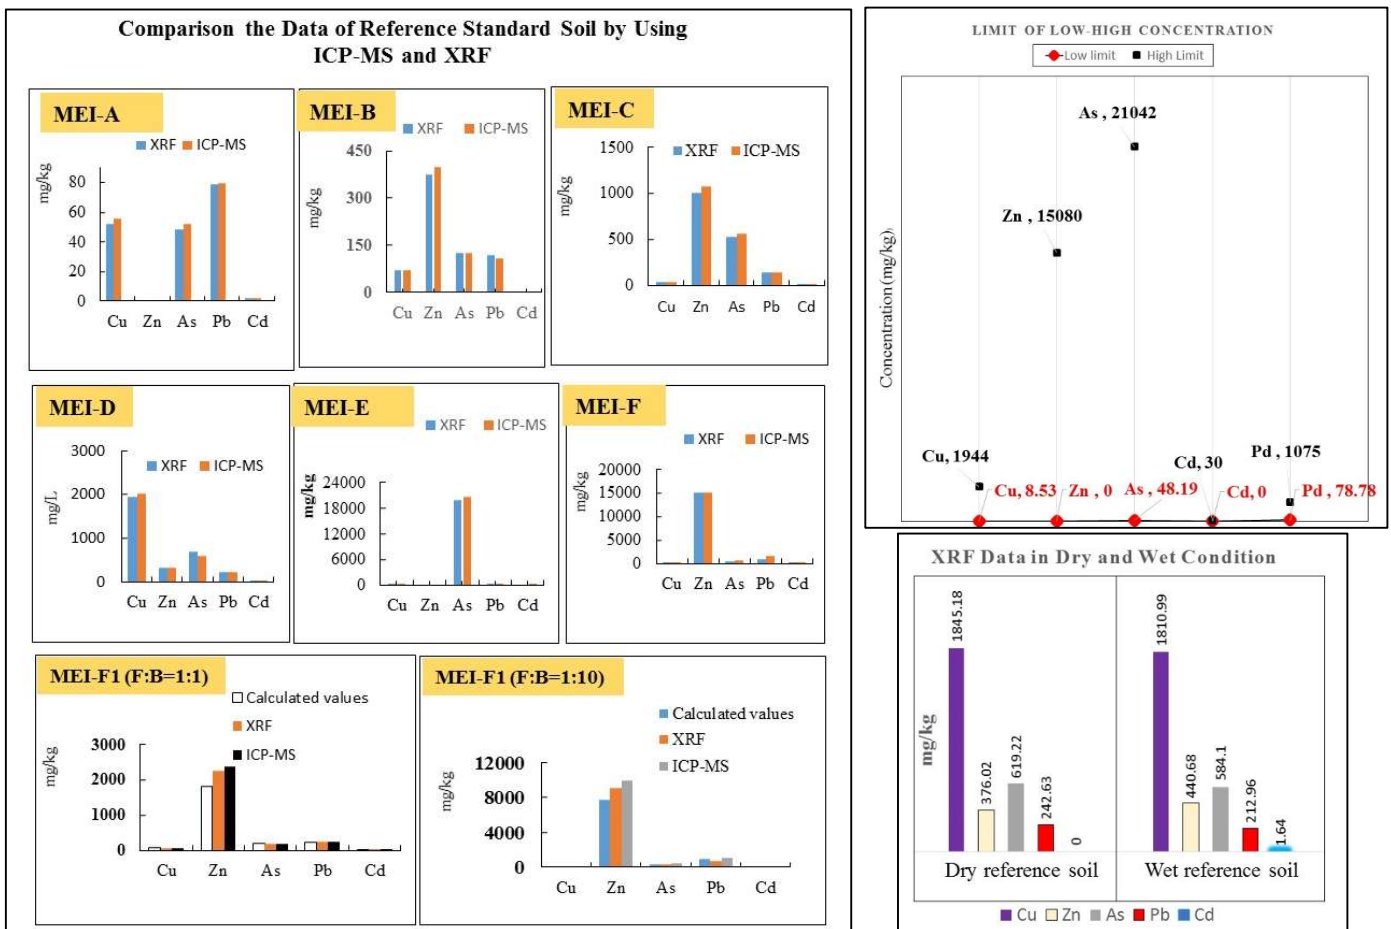 Comparison the Data of Reference Standard Soil by Using
ICP-MS and XRF
MEI-A
XRF ICP-MS
mg/kg
80
60
40
20
0
Cu Zn As Pb Cd
MEI-B
XRF ICP-MS
mg/kg
450
300
150
0
Cu Zn As Pb Cd
MEI-C
XRF ICP-MS
mg/kg
1500
1000
500
0
Cu Zn As Pb Cd
MEI-D
XRF ICP-MS
mg/L
3000
2000
1000
0
Cu Zn As Pb Cd
MEI-E
XRF ICP-MS
mg/kg
24000
18000
12000
6000
0
Cu Zn As Pb Cd
MEI-F
XRF ICP-MS
mg/kg
20000
15000
10000
5000
0
Cu Zn As Pb Cd
MEI-F1 (F:B=1:1)
Calculated values
XRF
ICP-MS
mg/kg
3000
2000
1000
0
Cu Zn As Pb Cd
MEI-F1 (F:B=1:10)
Calculated values
XRF
ICP-MS
mg/kg
12000
8000
4000
0
Cu Zn As Pb Cd
LIMIT OF LOW-HIGH CONCENTRATION
Low limit High Limit
Concentration (mg/kg)
As , 21042
Zn , 15080
Cu, 1944
Cd, 30
Pd , 1075
Cu, 8.53
Zn , 0
As , 48.19
Cd, 0
Pd , 78.78
XRF Data in Dry and Wet Condition
mg/kg
1845.18
376.02
619.22
242.63
0
1810.99
440.68
584.1
212.96
1.64
Dry reference soil Wet reference soil
Cu Zn As Pb Cd